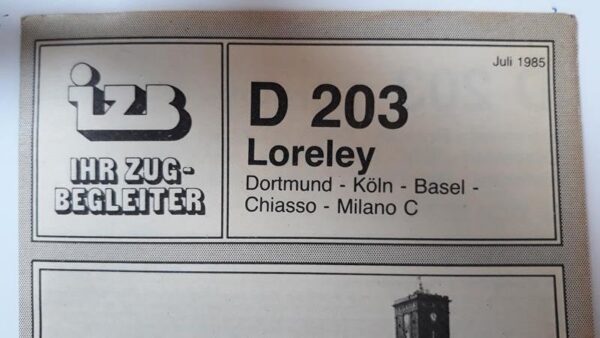 izb
IHR ZUG-
BEGLEITER
Juli 1985
D 203
Loreley
Dortmund - Köln - Basel -
Chiasso - Milano C